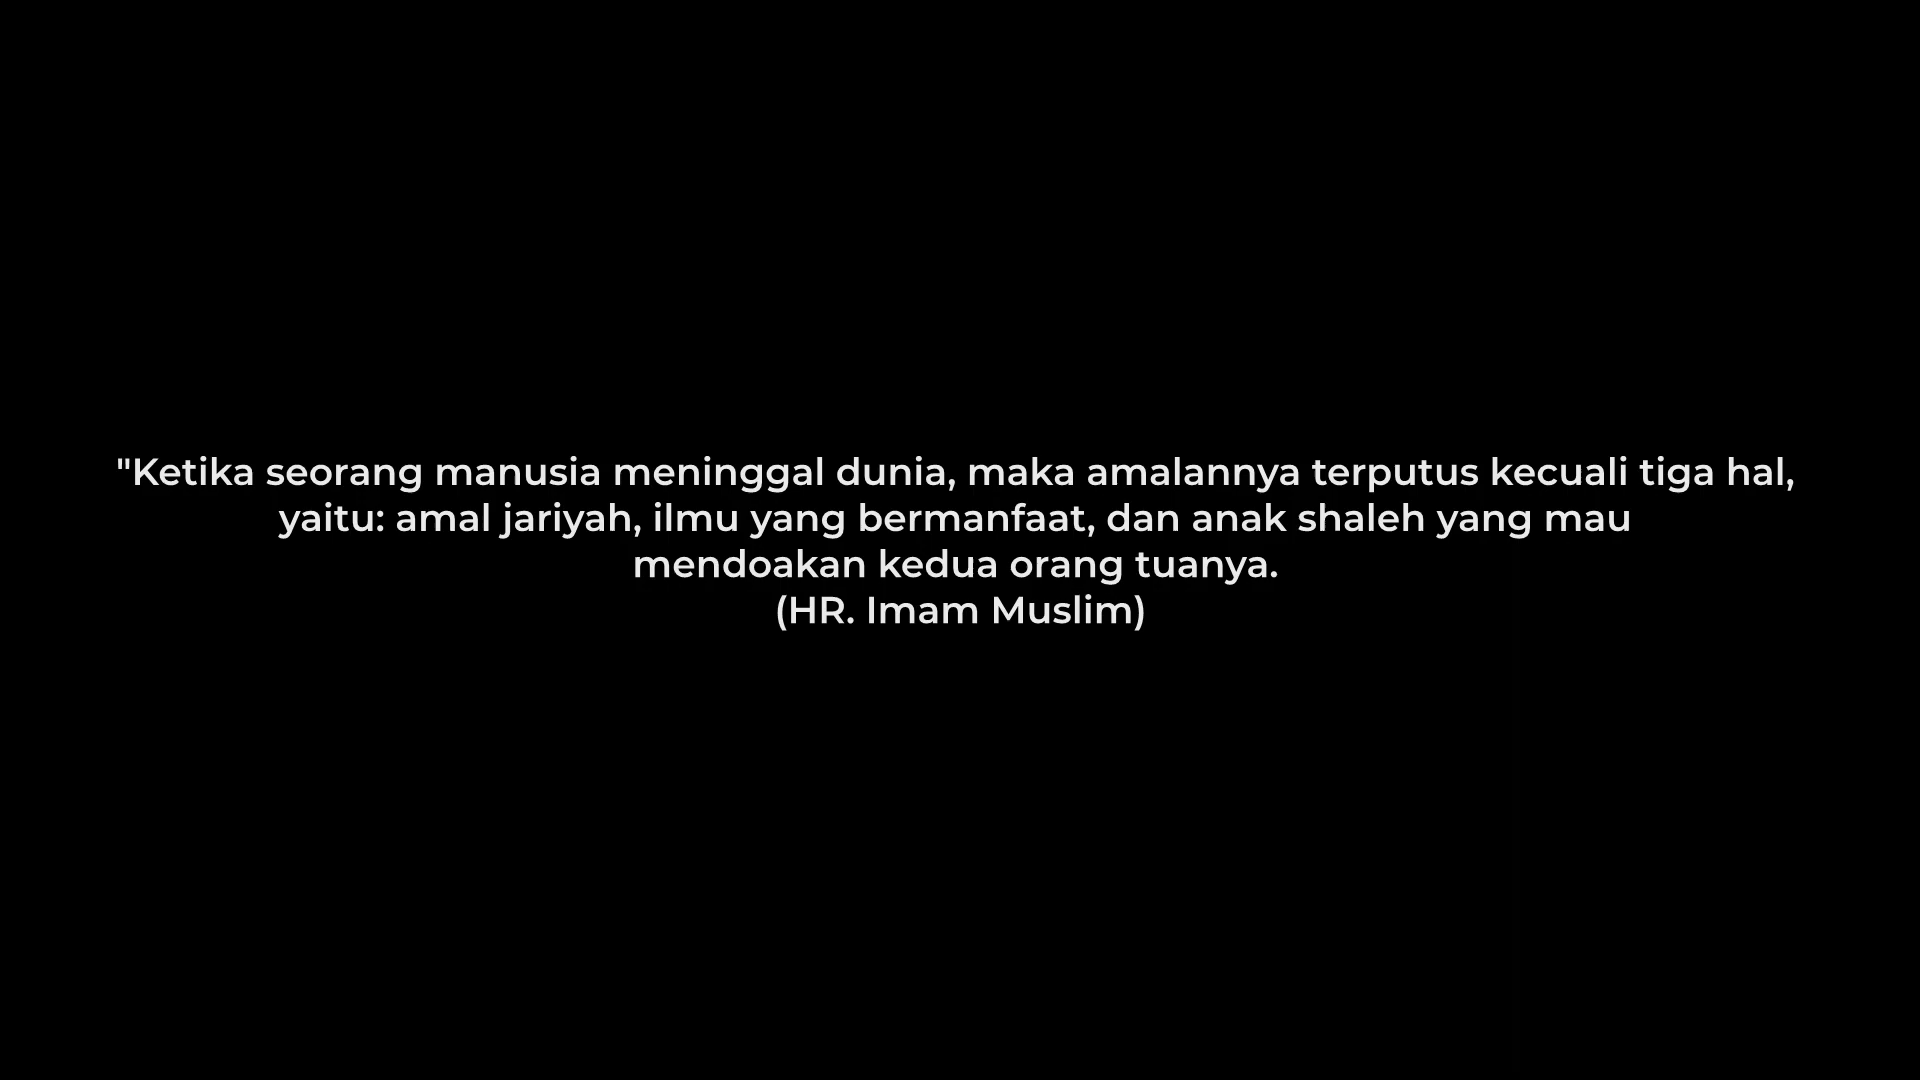 "Ketika seorang manusia meninggal dunia, maka amalannya terputus kecuali tiga hal,
yaitu: amal jariyah, ilmu yang bermanfaat, dan anak shaleh yang mau
mendoakan kedua orang tuanya.
(HR. Imam Muslim)